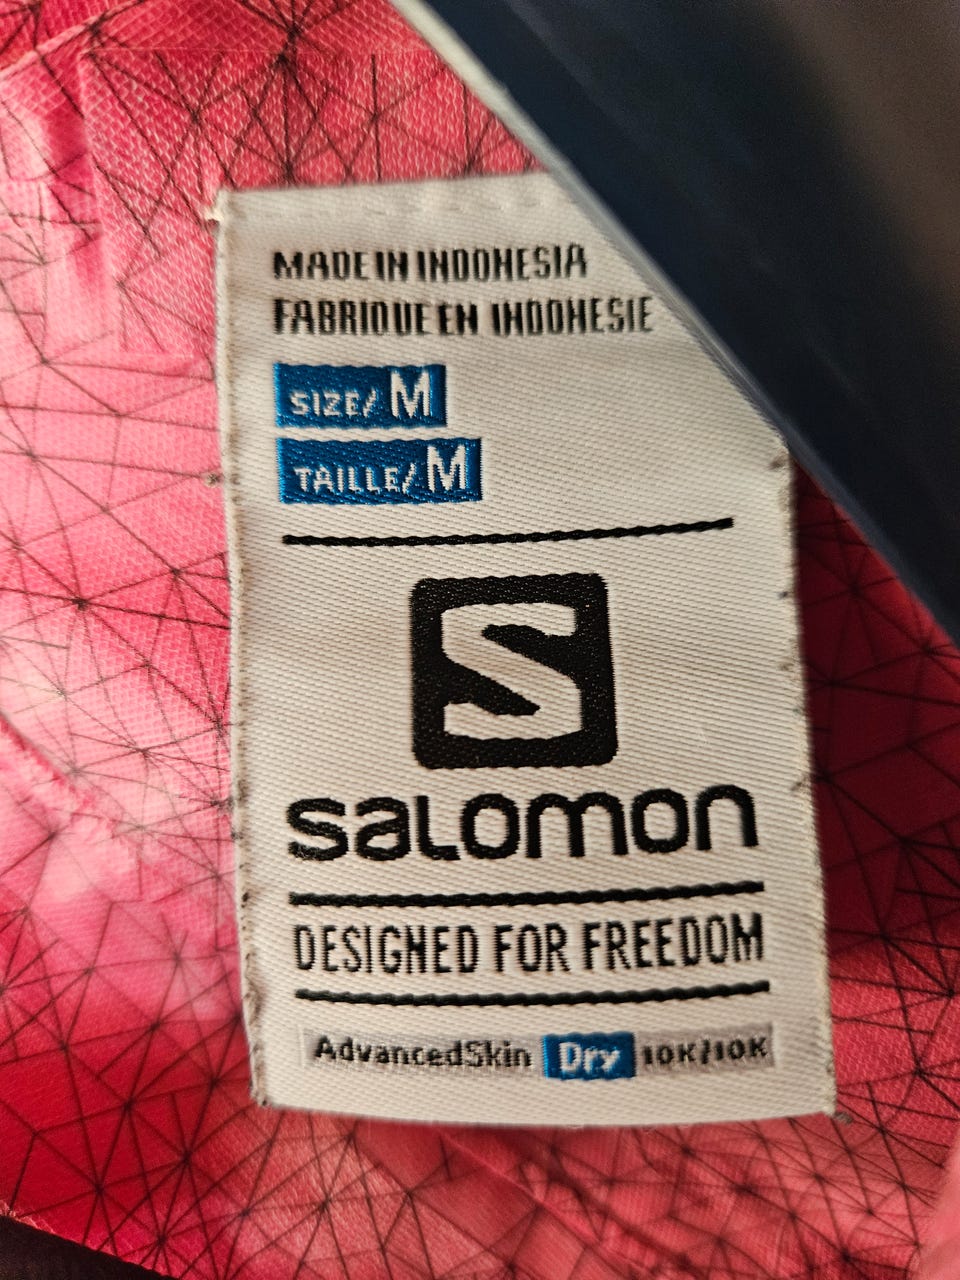 MADE IN INDONESIA
FABRIQUE EN INDONESIE
SIZE/ M
TAILLE/ M
S
SALOMON
DESIGNED FOR FREEDOM
AdvancedSkin Dry 10K/10K